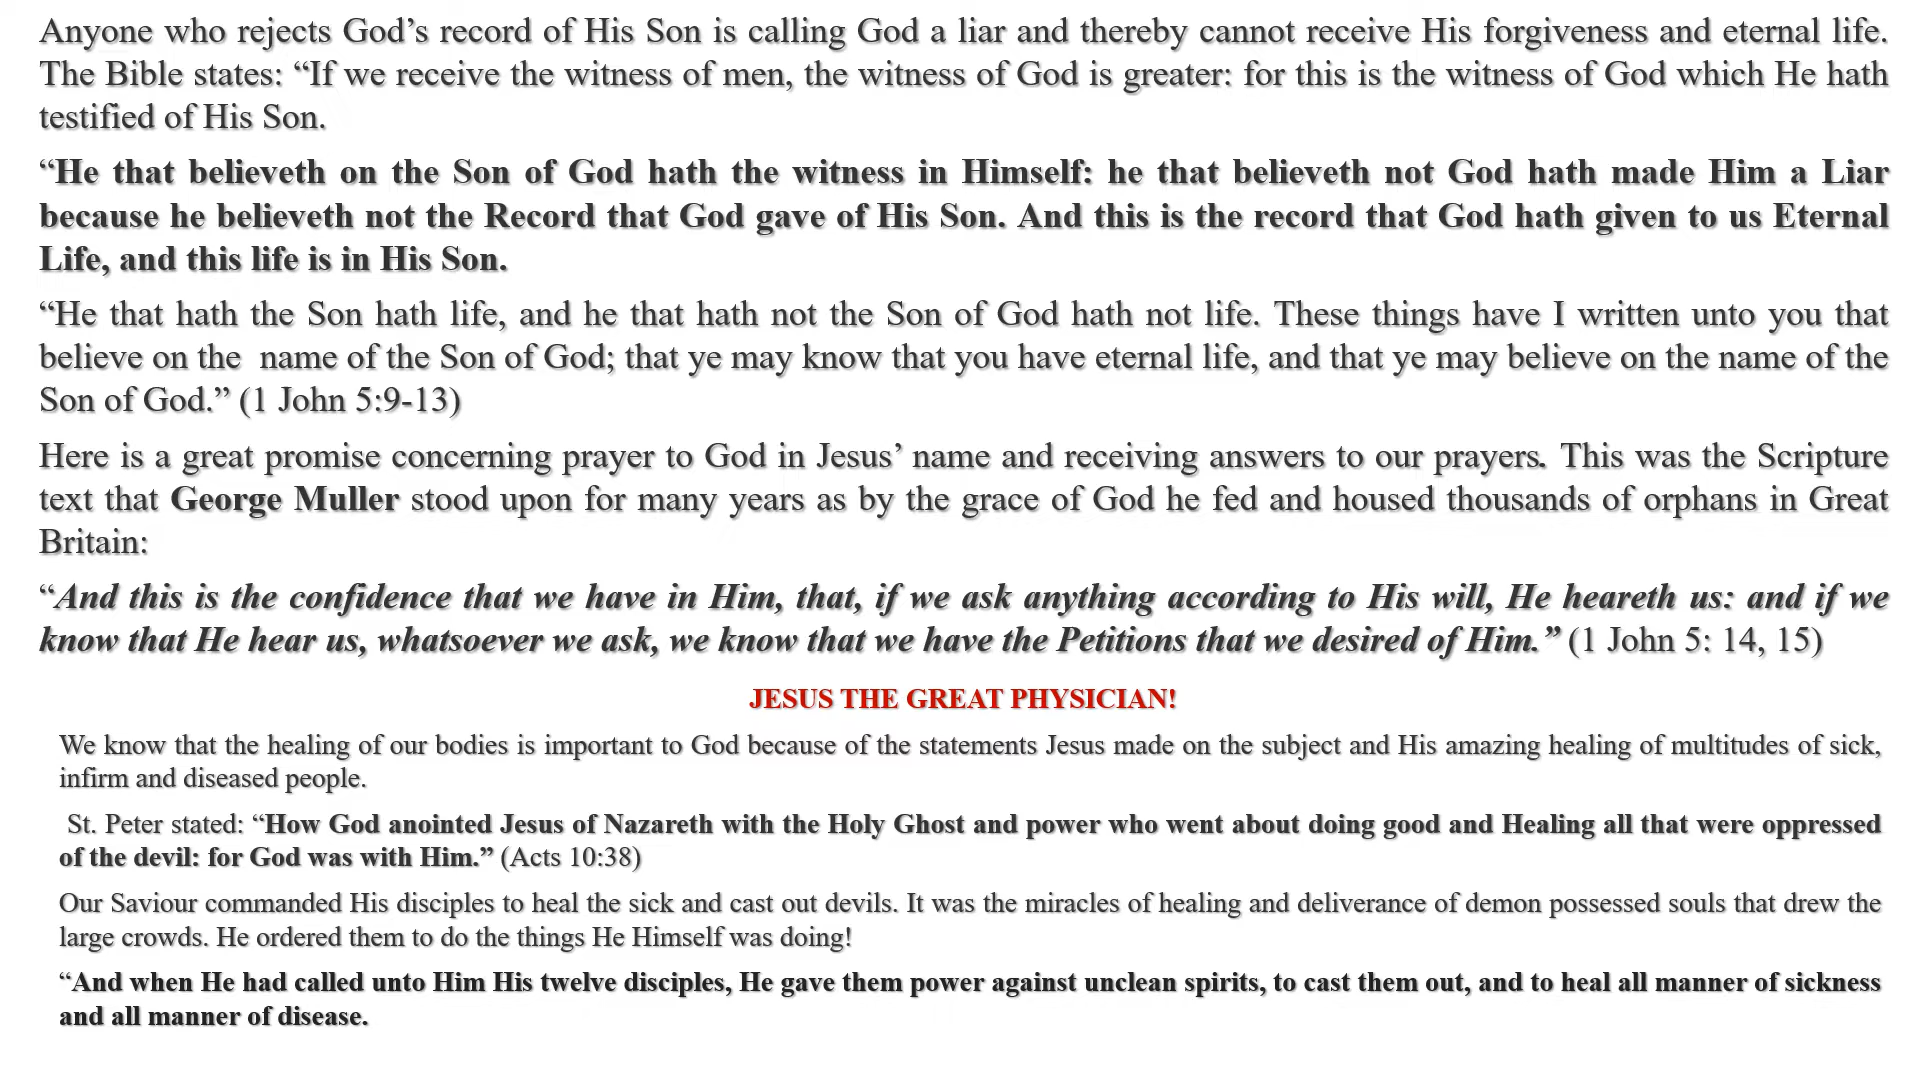 Anyone who rejects God’s record of His Son is calling God a liar and thereby cannot receive His forgiveness and eternal life.
The Bible states: “If we receive the witness of men, the witness of God is greater: for this is the witness of God which He hath
testified of His Son.
“He that believeth on the Son of God hath the witness in Himself: he that believeth not God hath made Him a Liar
because he believeth not the Record that God gave of His Son. And this is the record that God hath given to us Eternal
Life, and this life is in His Son.
“He that hath the Son hath life, and he that hath not the Son of God hath not life. These things have I written unto you that
believe on the  name of the Son of God; that ye may know that you have eternal life, and that ye may believe on the name of the
Son of God.” (1 John 5:9-13)
Here is a great promise concerning prayer to God in Jesus’ name and receiving answers to our prayers. This was the Scripture
text that George Muller stood upon for many years as by the grace of God he fed and housed thousands of orphans in Great
Britain:
“And this is the confidence that we have in Him, that, if we ask anything according to His will, He heareth us: and if we
know that He hear us, whatsoever we ask, we know that we have the Petitions that we desired of Him.” (1 John 5: 14, 15)
JESUS THE GREAT PHYSICIAN!
We know that the healing of our bodies is important to God because of the statements Jesus made on the subject and His amazing healing of multitudes of sick,
infirm and diseased people.
St. Peter stated: “How God anointed Jesus of Nazareth with the Holy Ghost and power who went about doing good and Healing all that were oppressed
of the devil: for God was with Him.” (Acts 10:38)
Our Saviour commanded His disciples to heal the sick and cast out devils. It was the miracles of healing and deliverance of demon possessed souls that drew the
large crowds. He ordered them to do the things He Himself was doing!
“And when He had called unto Him His twelve disciples, He gave them power against unclean spirits, to cast them out, and to heal all manner of sickness
and all manner of disease.